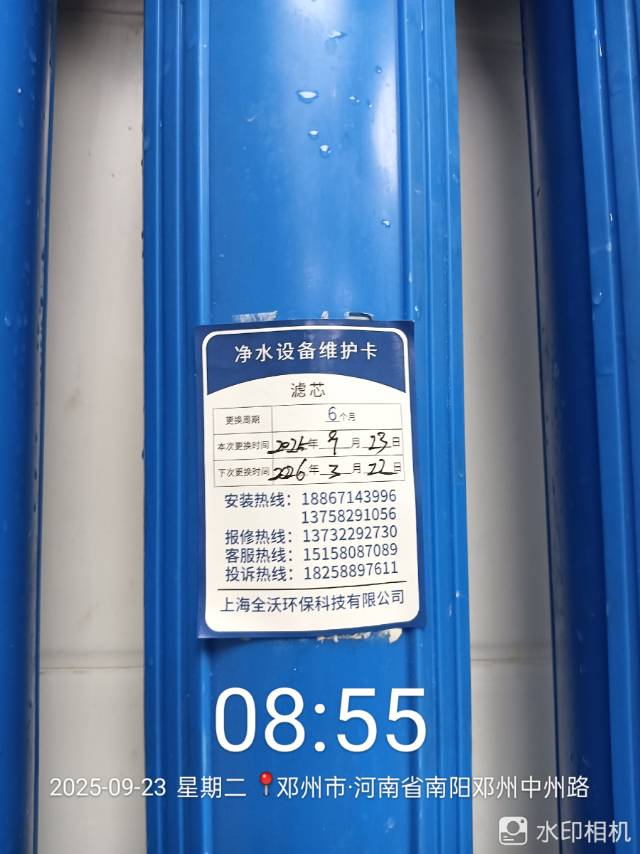 净水设备维护卡
滤芯
更换周期 6个月
本次更换时间 2025年 9月 23日
下次更换时间 2026年 3月 22日
安装热线：18867143996
13758291056
报修热线：13732292730
客服热线：15158087089
投诉热线：18258897611
上海全沃环保科技有限公司
08:55
2025-09-23 星期二 邓州市·河南省南阳邓州中州路
水印相机